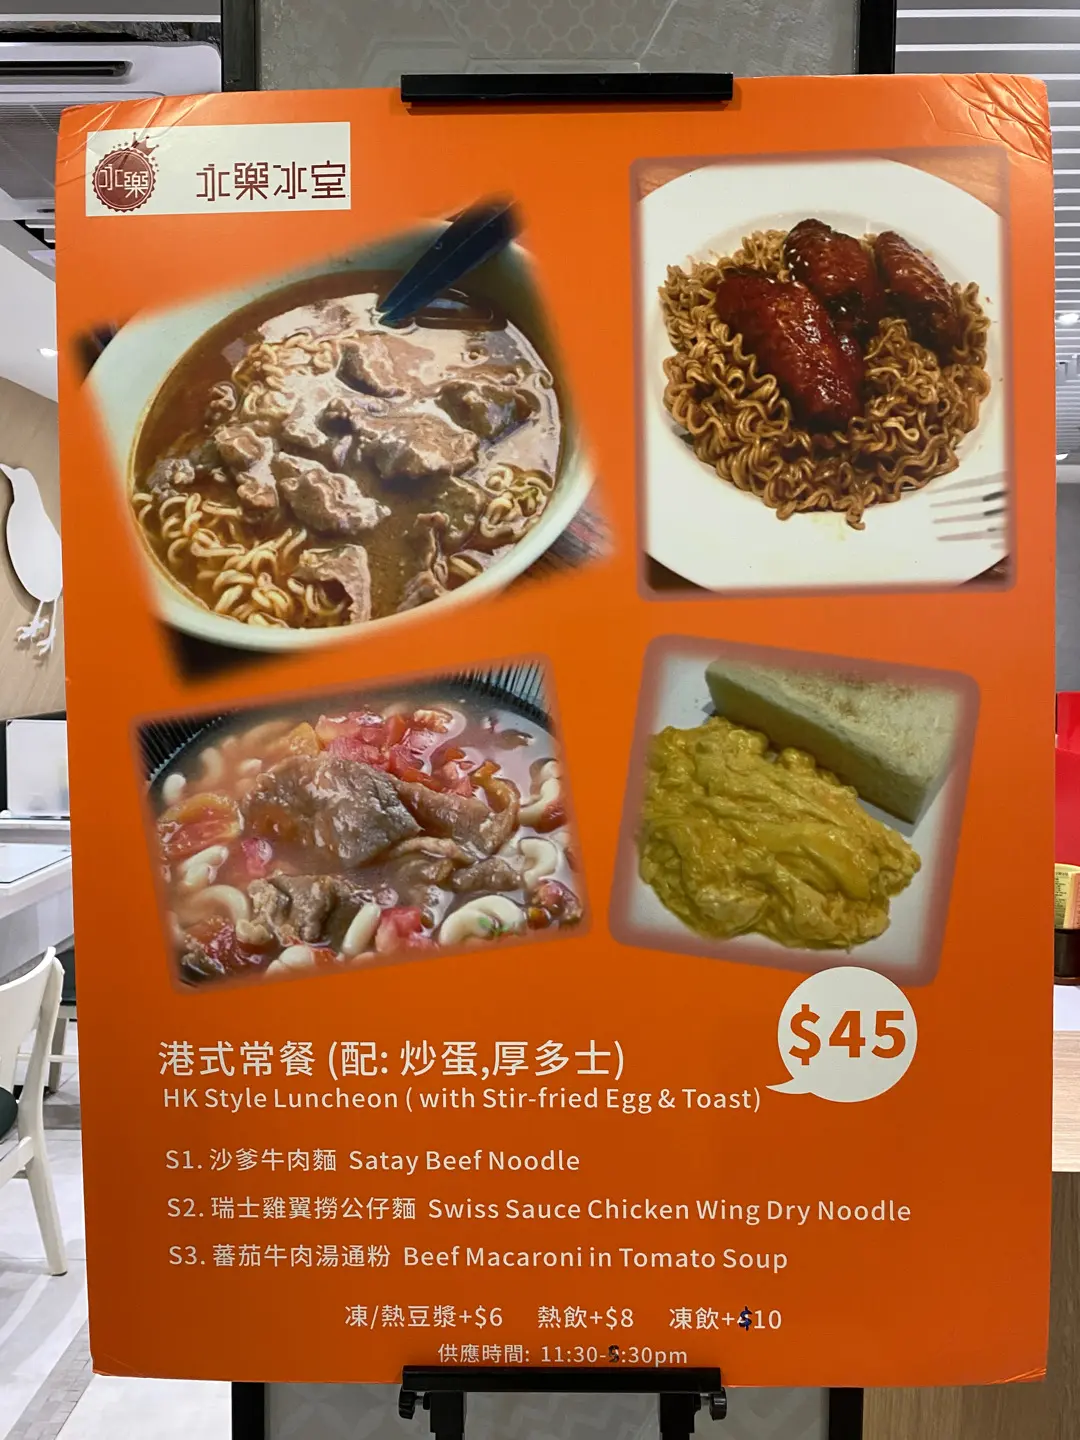 永樂
永樂冰室
$45
港式常餐 (配: 炒蛋,厚多士)
HK Style Luncheon ( with Stir-fried Egg & Toast)
S1. 沙爹牛肉麵 Satay Beef Noodle
S2. 瑞士雞翼撈公仔麵 Swiss Sauce Chicken Wing Dry Noodle
S3. 蕃茄牛肉湯通粉 Beef Macaroni in Tomato Soup
凍/熱豆漿+$6 熱飲+$8 凍飲+$10
供應時間: 11:30-:30pm